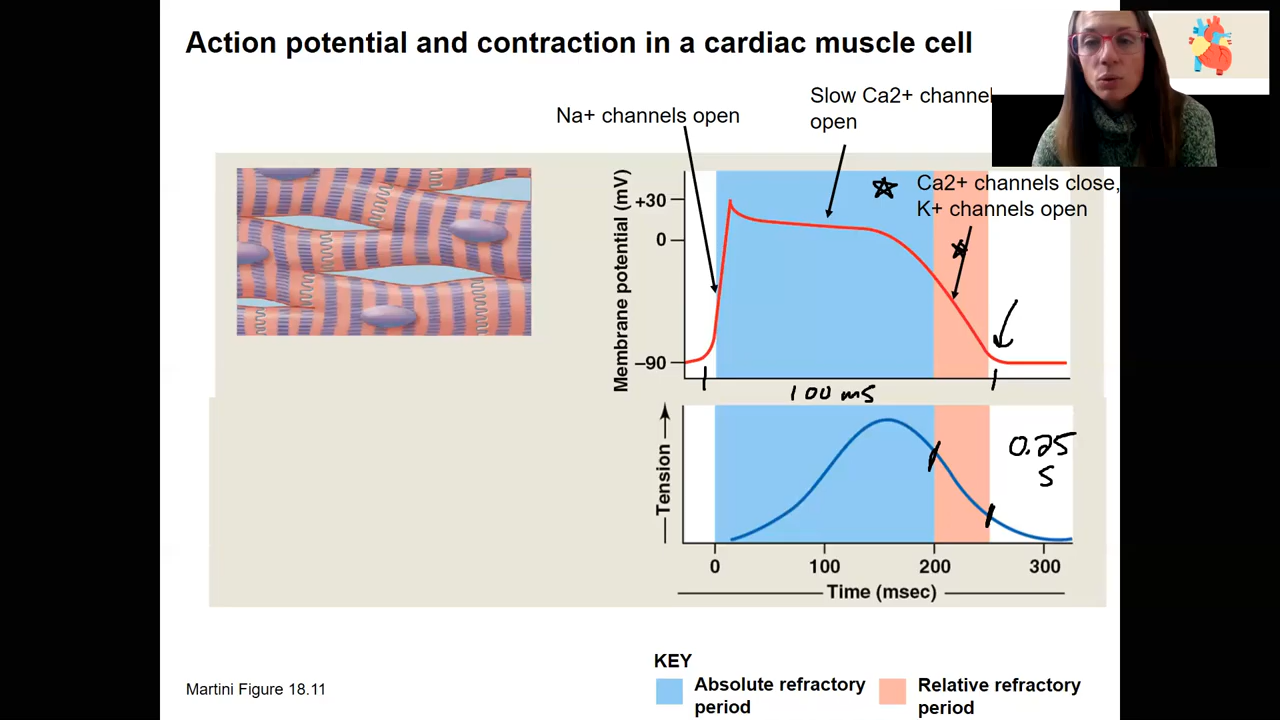 Action potential and contraction in a cardiac muscle cell
Na+ channels open
Slow Ca2+ channel
open
Ca2+ channels close,
K+ channels open
Membrane potential (mV)
+30
0
–90
100 ms
Tension
0.25
s
0 100 200 300
Time (msec)
KEY
Absolute refractory
period
Relative refractory
period
Martini Figure 18.11